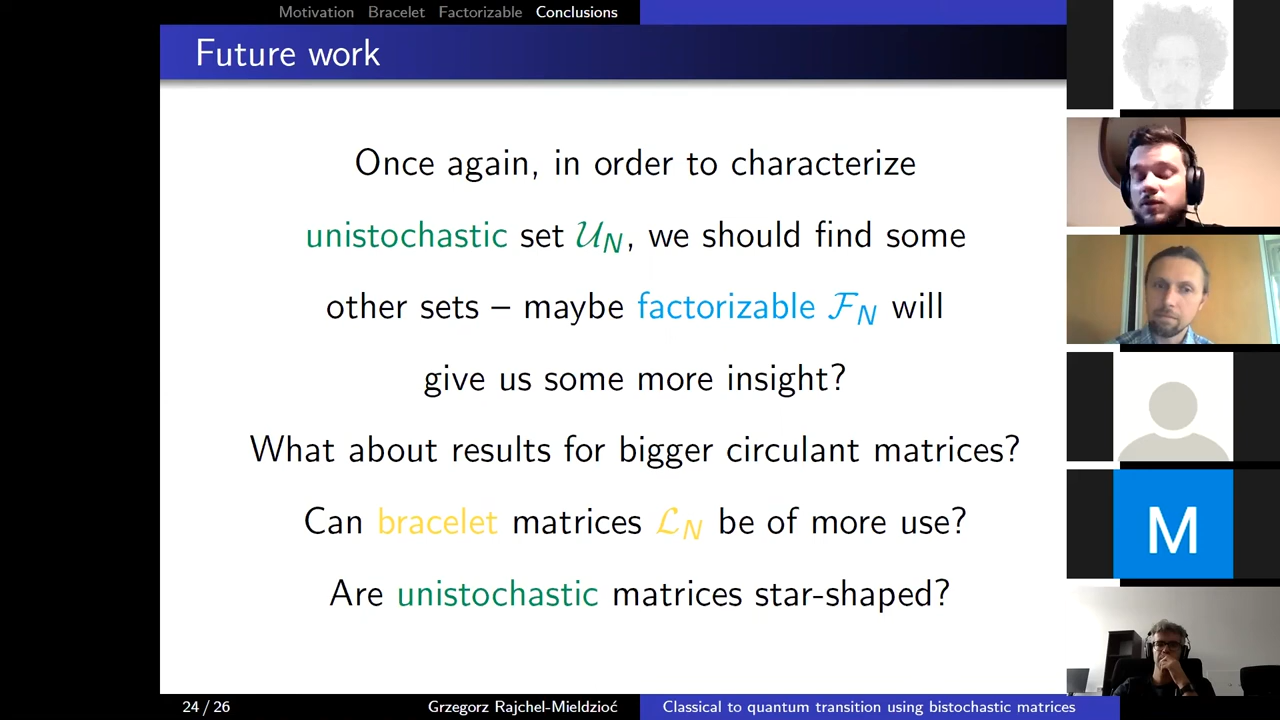 Motivation Bracelet Factorizable Conclusions
Future work
Once again, in order to characterize
unistochastic set 𝒰_N, we should find some
other sets – maybe factorizable ℱ_N will
give us some more insight?
What about results for bigger circulant matrices?
Can bracelet matrices ℒ_N be of more use?
Are unistochastic matrices star-shaped?
M
24 / 26 Grzegorz Rajchel-Mieldzioć Classical to quantum transition using bistochastic matrices